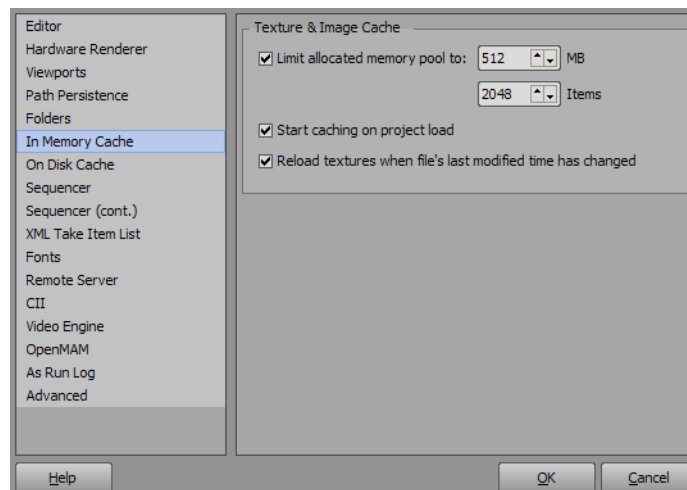 Editor
Hardware Renderer
Viewports
Path Persistence
Folders
In Memory Cache
On Disk Cache
Sequencer
Sequencer (cont.)
XML Take Item List
Fonts
Remote Server
CII
Video Engine
OpenMAM
As Run Log
Advanced
Texture & Image Cache
Limit allocated memory pool to: 512 MB
2048 Items
Start caching on project load
Reload textures when file's last modified time has changed
Help OK Cancel